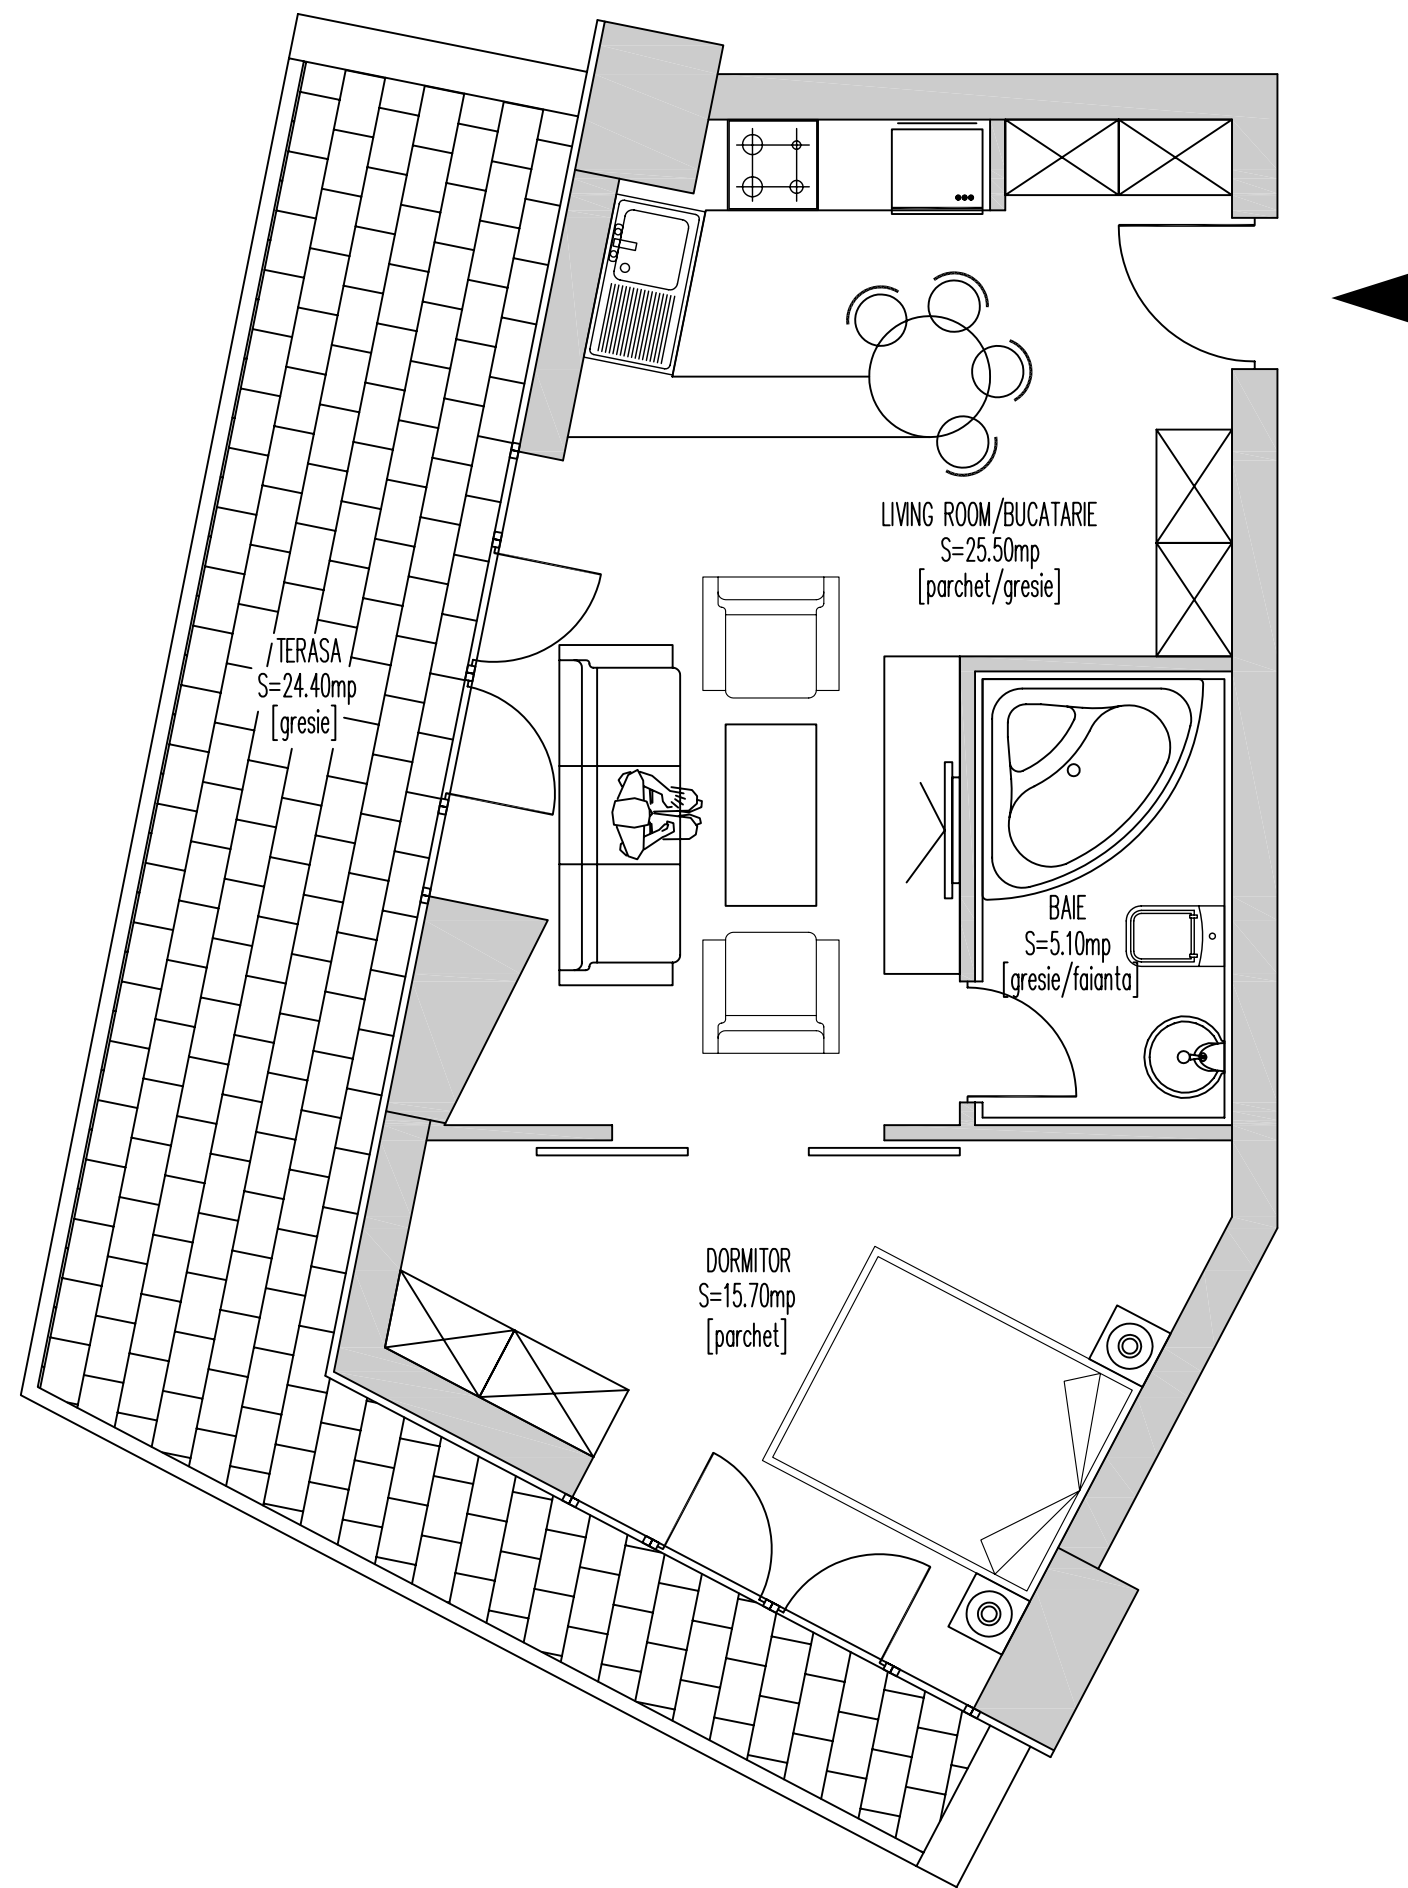 LIVING ROOM/BUCATARIE
S=25.50mp
[parchet/gresie]
TERASA
S=24.40mp
[gresie]
BAIE
S=5.10mp
[gresie/faianta]
DORMITOR
S=15.70mp
[parchet]